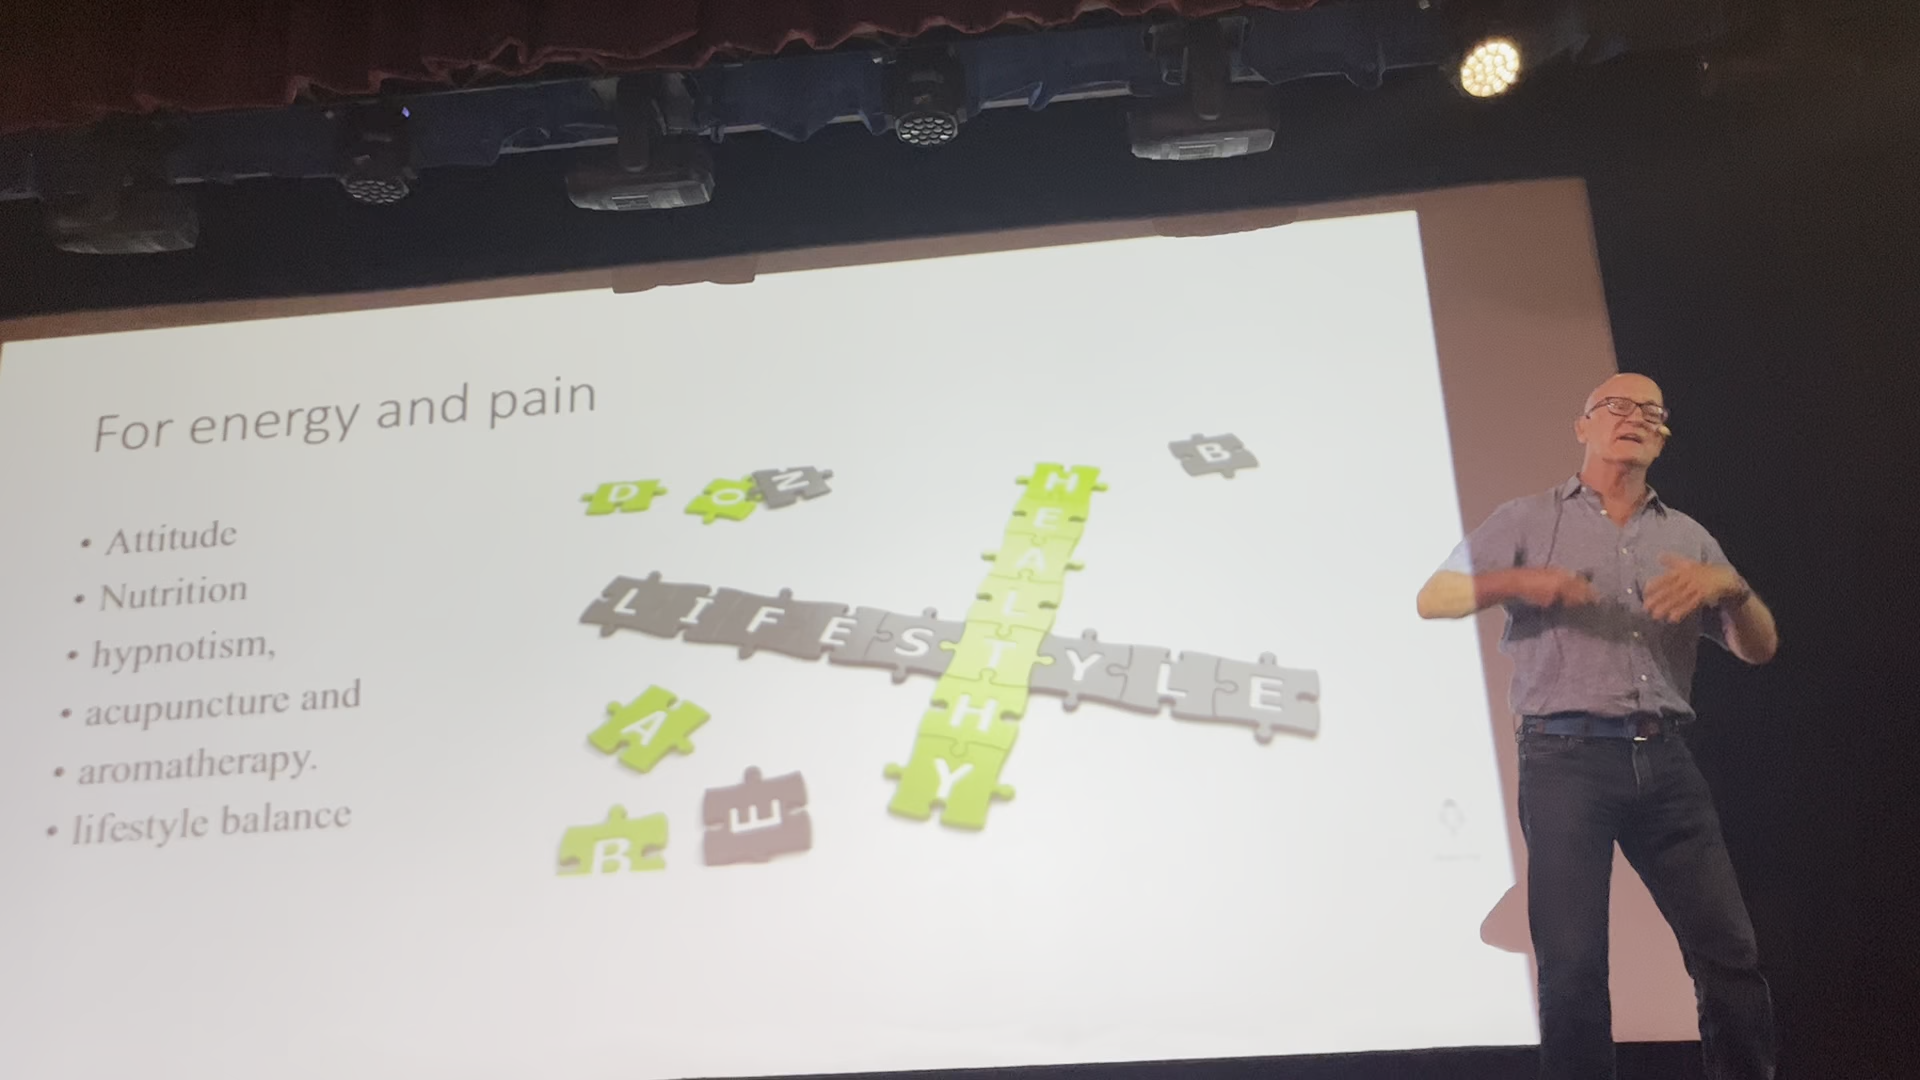 For energy and pain
• Attitude
• Nutrition
• hypnotism,
• acupuncture and
• aromatherapy.
• lifestyle balance
D O N
B
HEALTHY
LIFESTYLE
A
B
E